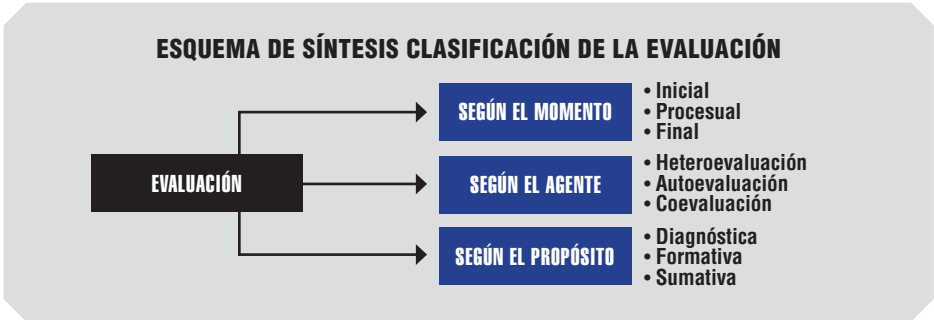 ESQUEMA DE SÍNTESIS CLASIFICACIÓN DE LA EVALUACIÓN
EVALUACIÓN
SEGÚN EL MOMENTO
• Inicial
• Procesual
• Final
SEGÚN EL AGENTE
• Heteroevaluación
• Autoevaluación
• Coevaluación
SEGÚN EL PROPÓSITO
• Diagnóstica
• Formativa
• Sumativa